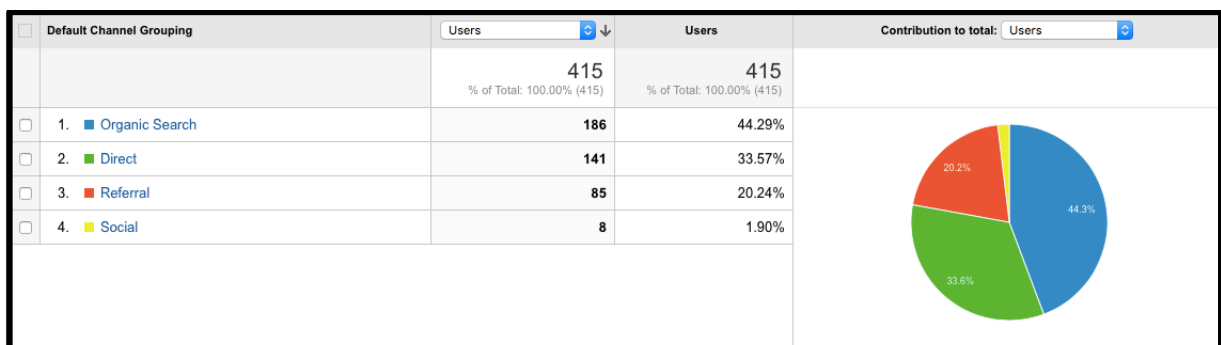 Default Channel Grouping Users Users Contribution to total: Users
415 415
% of Total: 100.00% (415) % of Total: 100.00% (415)
1. Organic Search 186 44.29%
2. Direct 141 33.57%
3. Referral 85 20.24%
4. Social 8 1.90%
20.2%
44.3%
33.6%